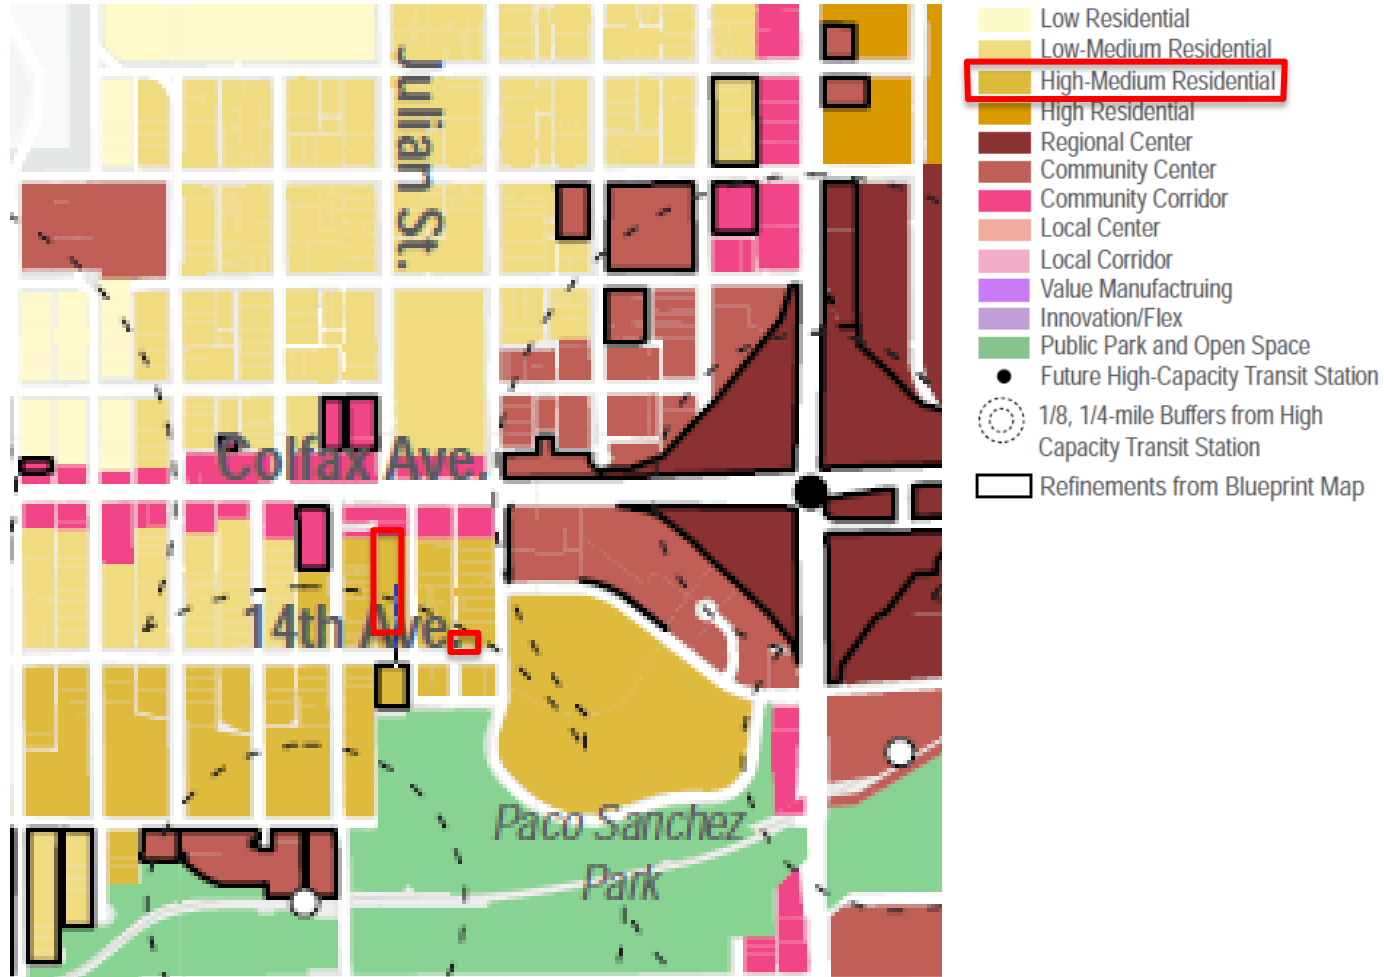 Julian St.
Colfax Ave.
14th Ave.
Paco Sanchez
Park
Low Residential
Low-Medium Residential
High-Medium Residential
High Residential
Regional Center
Community Center
Community Corridor
Local Center
Local Corridor
Value Manufactruing
Innovation/Flex
Public Park and Open Space
Future High-Capacity Transit Station
1/8, 1/4-mile Buffers from High
Capacity Transit Station
Refinements from Blueprint Map